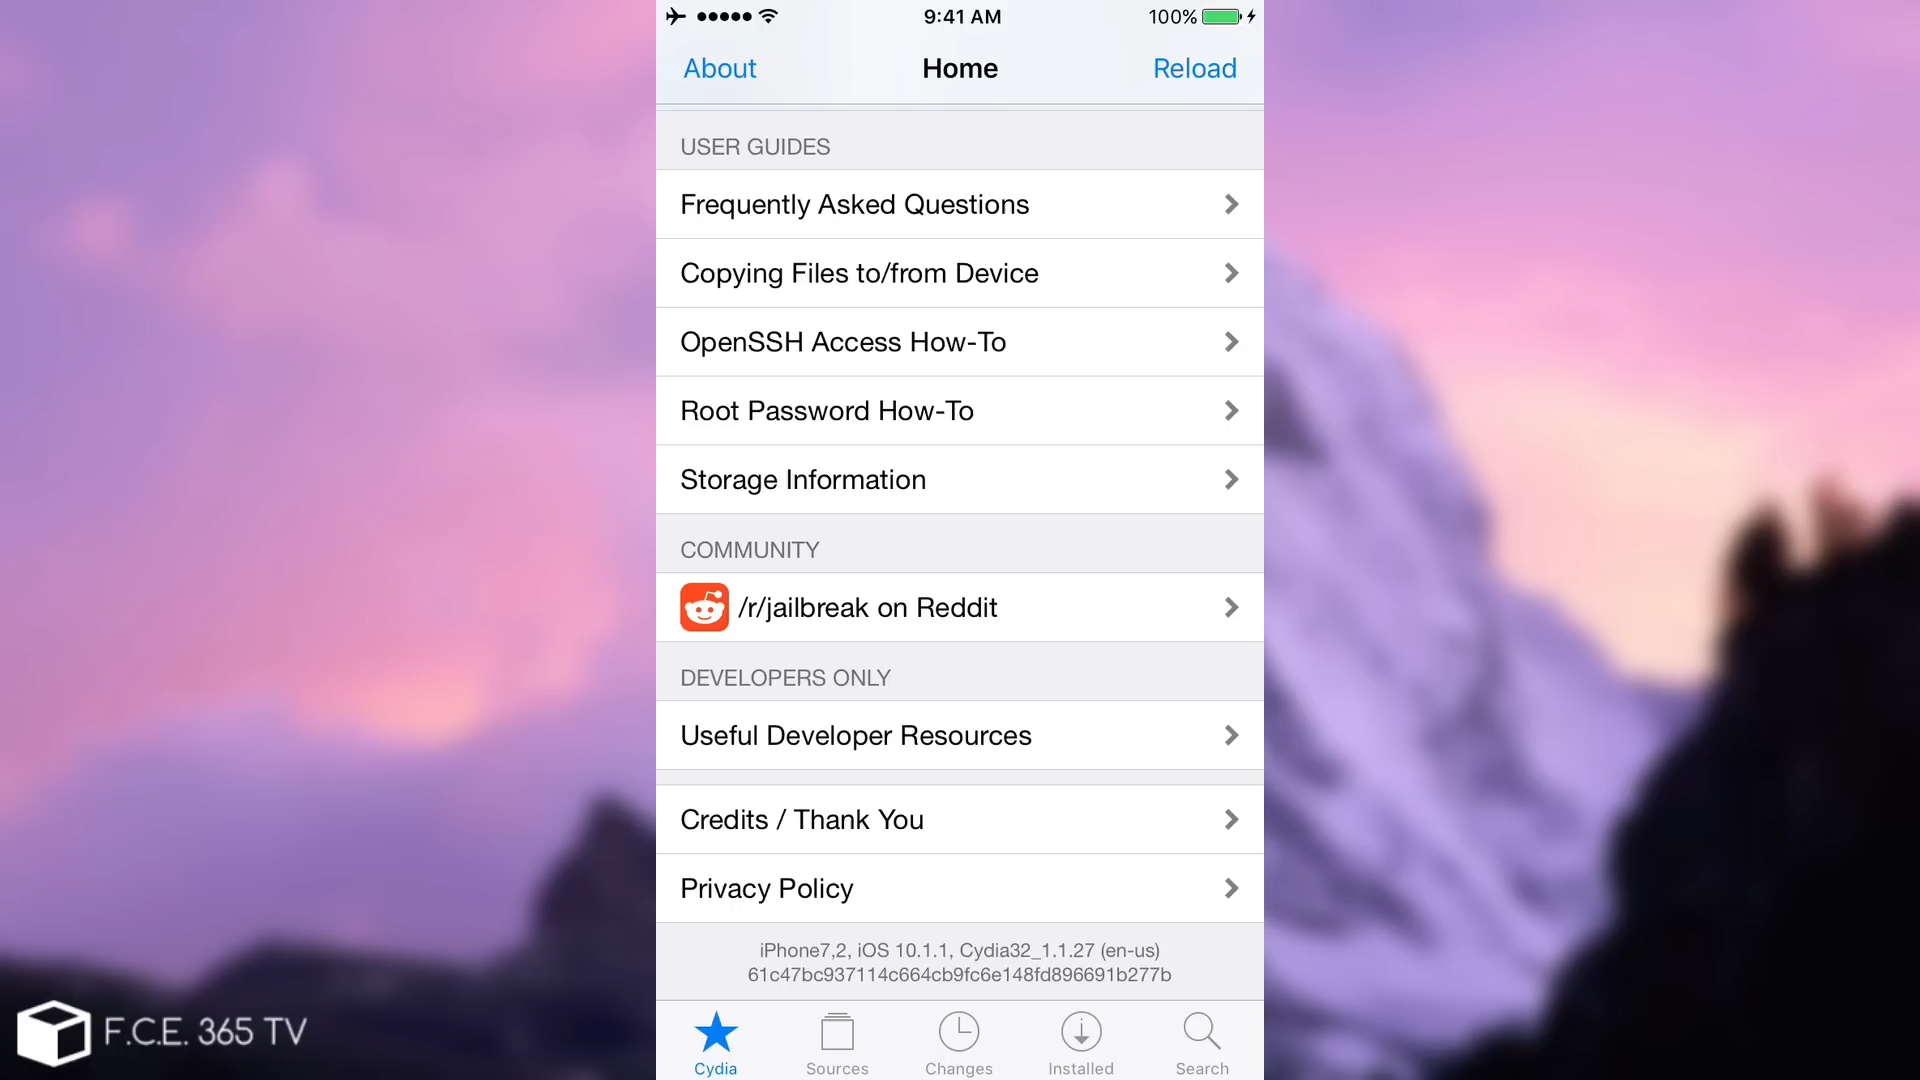 9:41 AM
100%
About
Home
Reload
USER GUIDES
Frequently Asked Questions
Copying Files to/from Device
OpenSSH Access How-To
Root Password How-To
Storage Information
COMMUNITY
/r/jailbreak on Reddit
DEVELOPERS ONLY
Useful Developer Resources
Credits / Thank You
Privacy Policy
iPhone7,2, iOS 10.1.1, Cydia32_1.1.27 (en-us)
61c47bc937114c664cb9fc6e148fd896691b277b
F.C.E. 365 TV
Cydia
Sources
Changes
Installed
Search